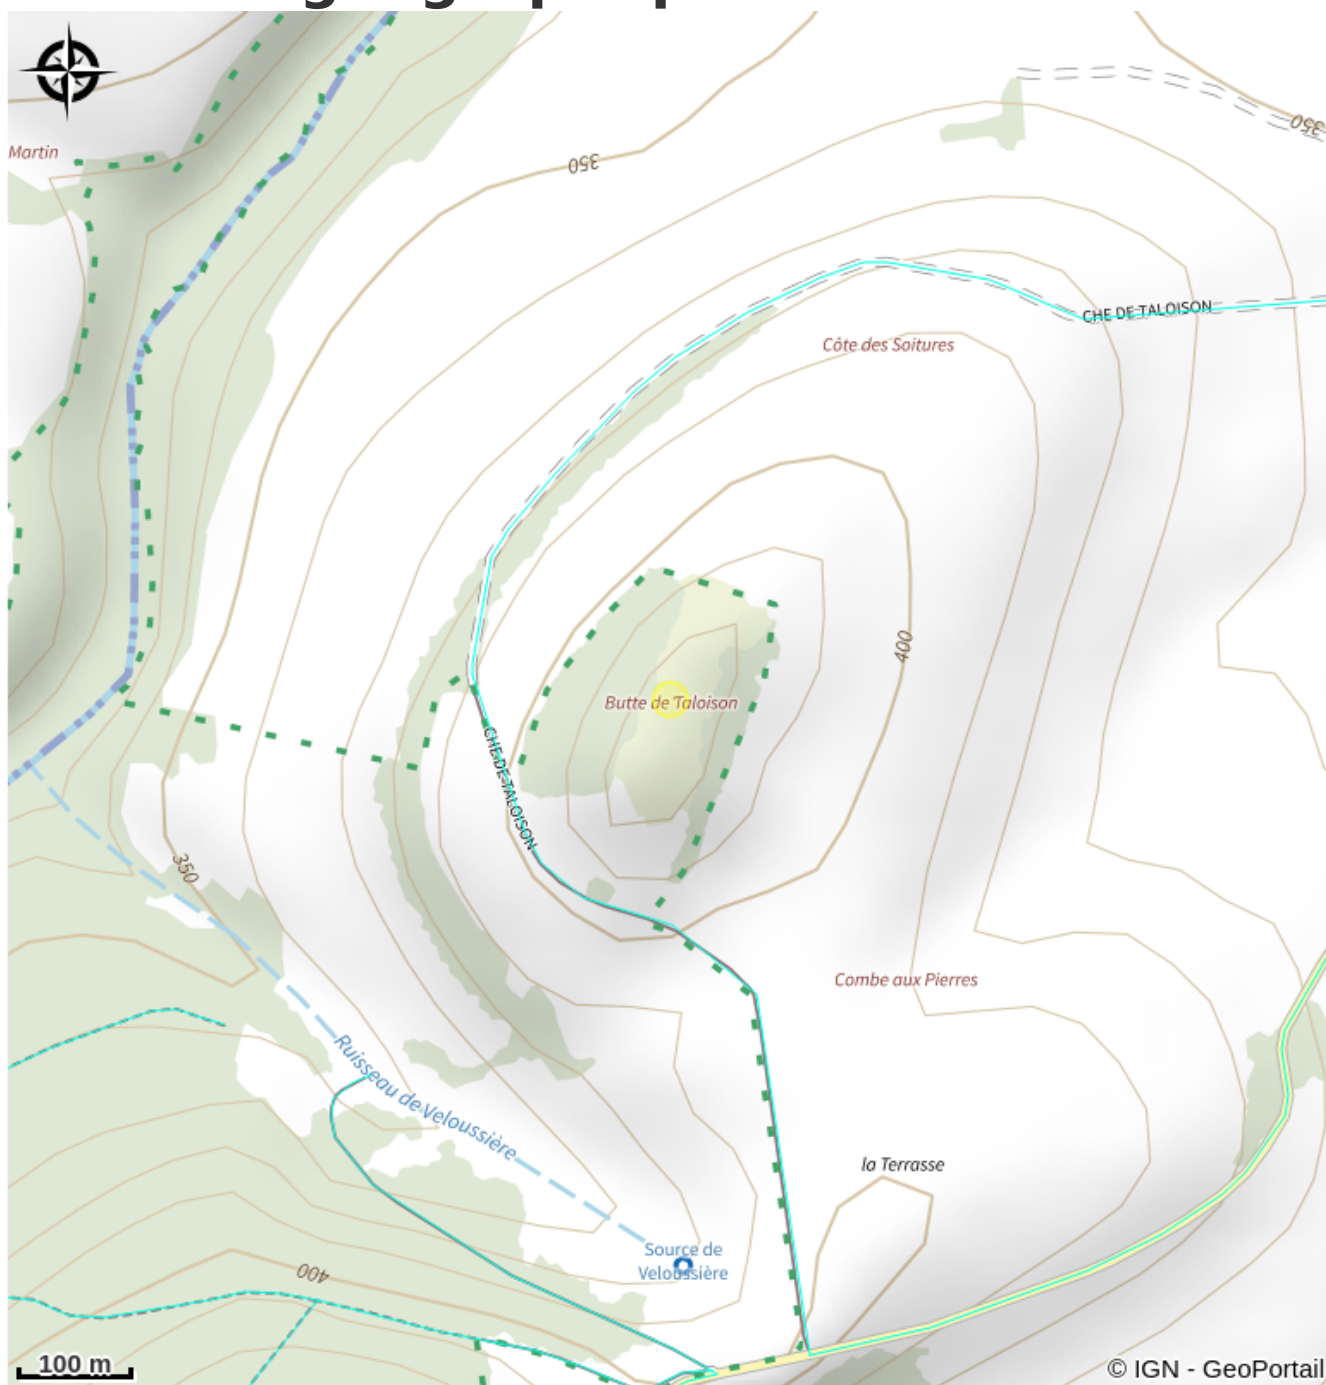 Martin
350
350
CHE DE TALOISON
Côte des Soitures
400
Butte de Taloison
CHE DE TALOISON
350
Combe aux Pierres
Ruisseau de Veloussière
la Terrasse
Source de
Veloussière
400
100 m
© IGN - GeoPortail